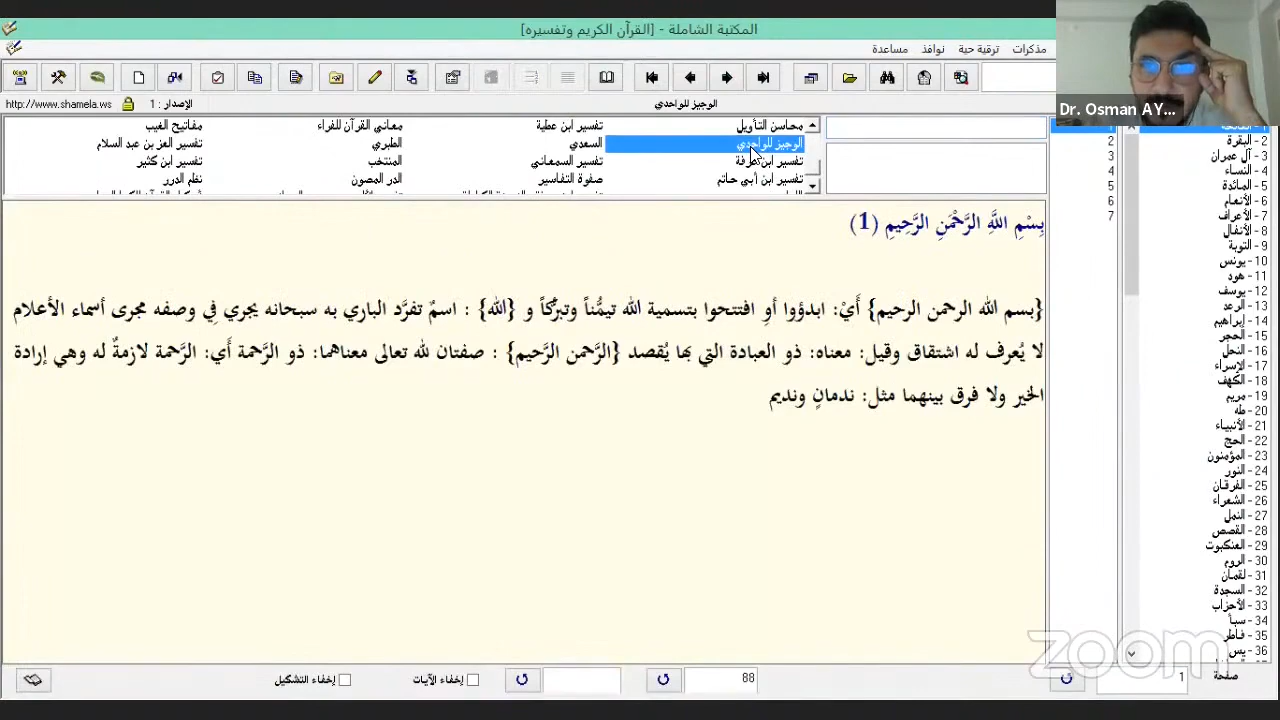 المكتبة الشاملة - [القرآن الكريم وتفسيره]
مذكرات ترقية حية نوافذ مساعدة
Dr. Osman AY...
الوجيز للواحدي
الإصدار : 1
http://www.shamela.ws
محاسن التأويل تفسير ابن عطية معاني القرآن للفراء مفاتيح الغيب
الوجيز للواحدي السعدي الطبري تفسير العز بن عبد السلام
تفسير ابن عرفة تفسير السمعاني المنتخب تفسير ابن كثير
تفسير ابن أبي حاتم صفوة التفاسير الدر المصون نظم الدرر
بِسْمِ اللَّهِ الرَّحْمَنِ الرَّحِيمِ (1)
{بسم الله الرحمن الرحيم} أَيْ: ابدؤوا أوِ افتتحوا بتسمية الله تيمُّناً وتبرُّكاً و {الله} : اسمٌ تفرَّد الباري به سبحانه يجري فِي وصفه مجرى أسماء الأعلام
لا يُعرف له اشتقاق وقيل: معناه: ذو العبادة التي بها يُقصد {الرَّحمن الرَّحيم} : صفتان لله تعالى معناهما: ذو الرَّحمة أَي: الرَّحمة لازمةٌ له وهي إرادة
الخير ولا فرق بينهما مثل: ندمانٍ ونديم
1
2
3
4
5
6
7
1 - الفاتحة
2 - البقرة
3 - آل عمران
4 - النساء
5 - المائدة
6 - الأنعام
7 - الأعراف
8 - الأنفال
9 - التوبة
10 - يونس
11 - هود
12 - يوسف
13 - الرعد
14 - إبراهيم
15 - الحجر
16 - النحل
17 - الإسراء
18 - الكهف
19 - مريم
20 - طه
21 - الأنبياء
22 - الحج
23 - المؤمنون
24 - النور
25 - الفرقان
26 - الشعراء
27 - النمل
28 - القصص
29 - العنكبوت
30 - الروم
31 - لقمان
32 - السجدة
33 - الأحزاب
34 - سبأ
35 - فاطر
36 - يس
zoom
صفحة 1
88
إخفاء الآيات
إخفاء التشكيل